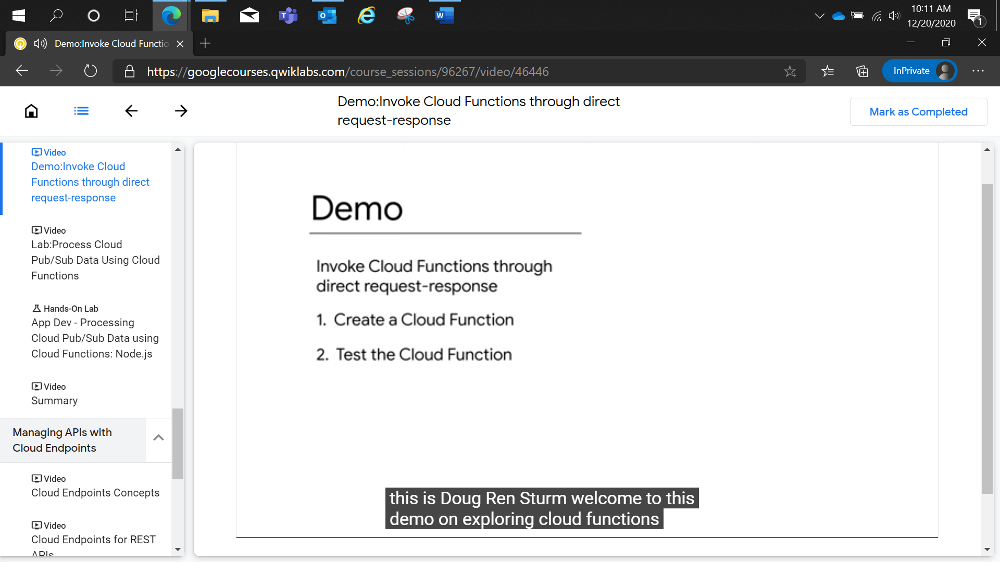 10:11 AM
12/20/2020
1
Demo:Invoke Cloud Functio
https://googlecourses.qwiklabs.com/course_sessions/96267/video/46446
InPrivate
Demo:Invoke Cloud Functions through direct
request-response
Mark as Completed
Video
Demo:Invoke Cloud
Functions through direct
request-response
Video
Lab:Process Cloud
Pub/Sub Data Using Cloud
Functions
Hands-On Lab
App Dev - Processing
Cloud Pub/Sub Data using
Cloud Functions: Node.js
Video
Summary
Managing APIs with
Cloud Endpoints
Video
Cloud Endpoints Concepts
Video
Cloud Endpoints for REST
APIs
Demo
Invoke Cloud Functions through
direct request-response
1. Create a Cloud Function
2. Test the Cloud Function
this is Doug Ren Sturm welcome to this
demo on exploring cloud functions